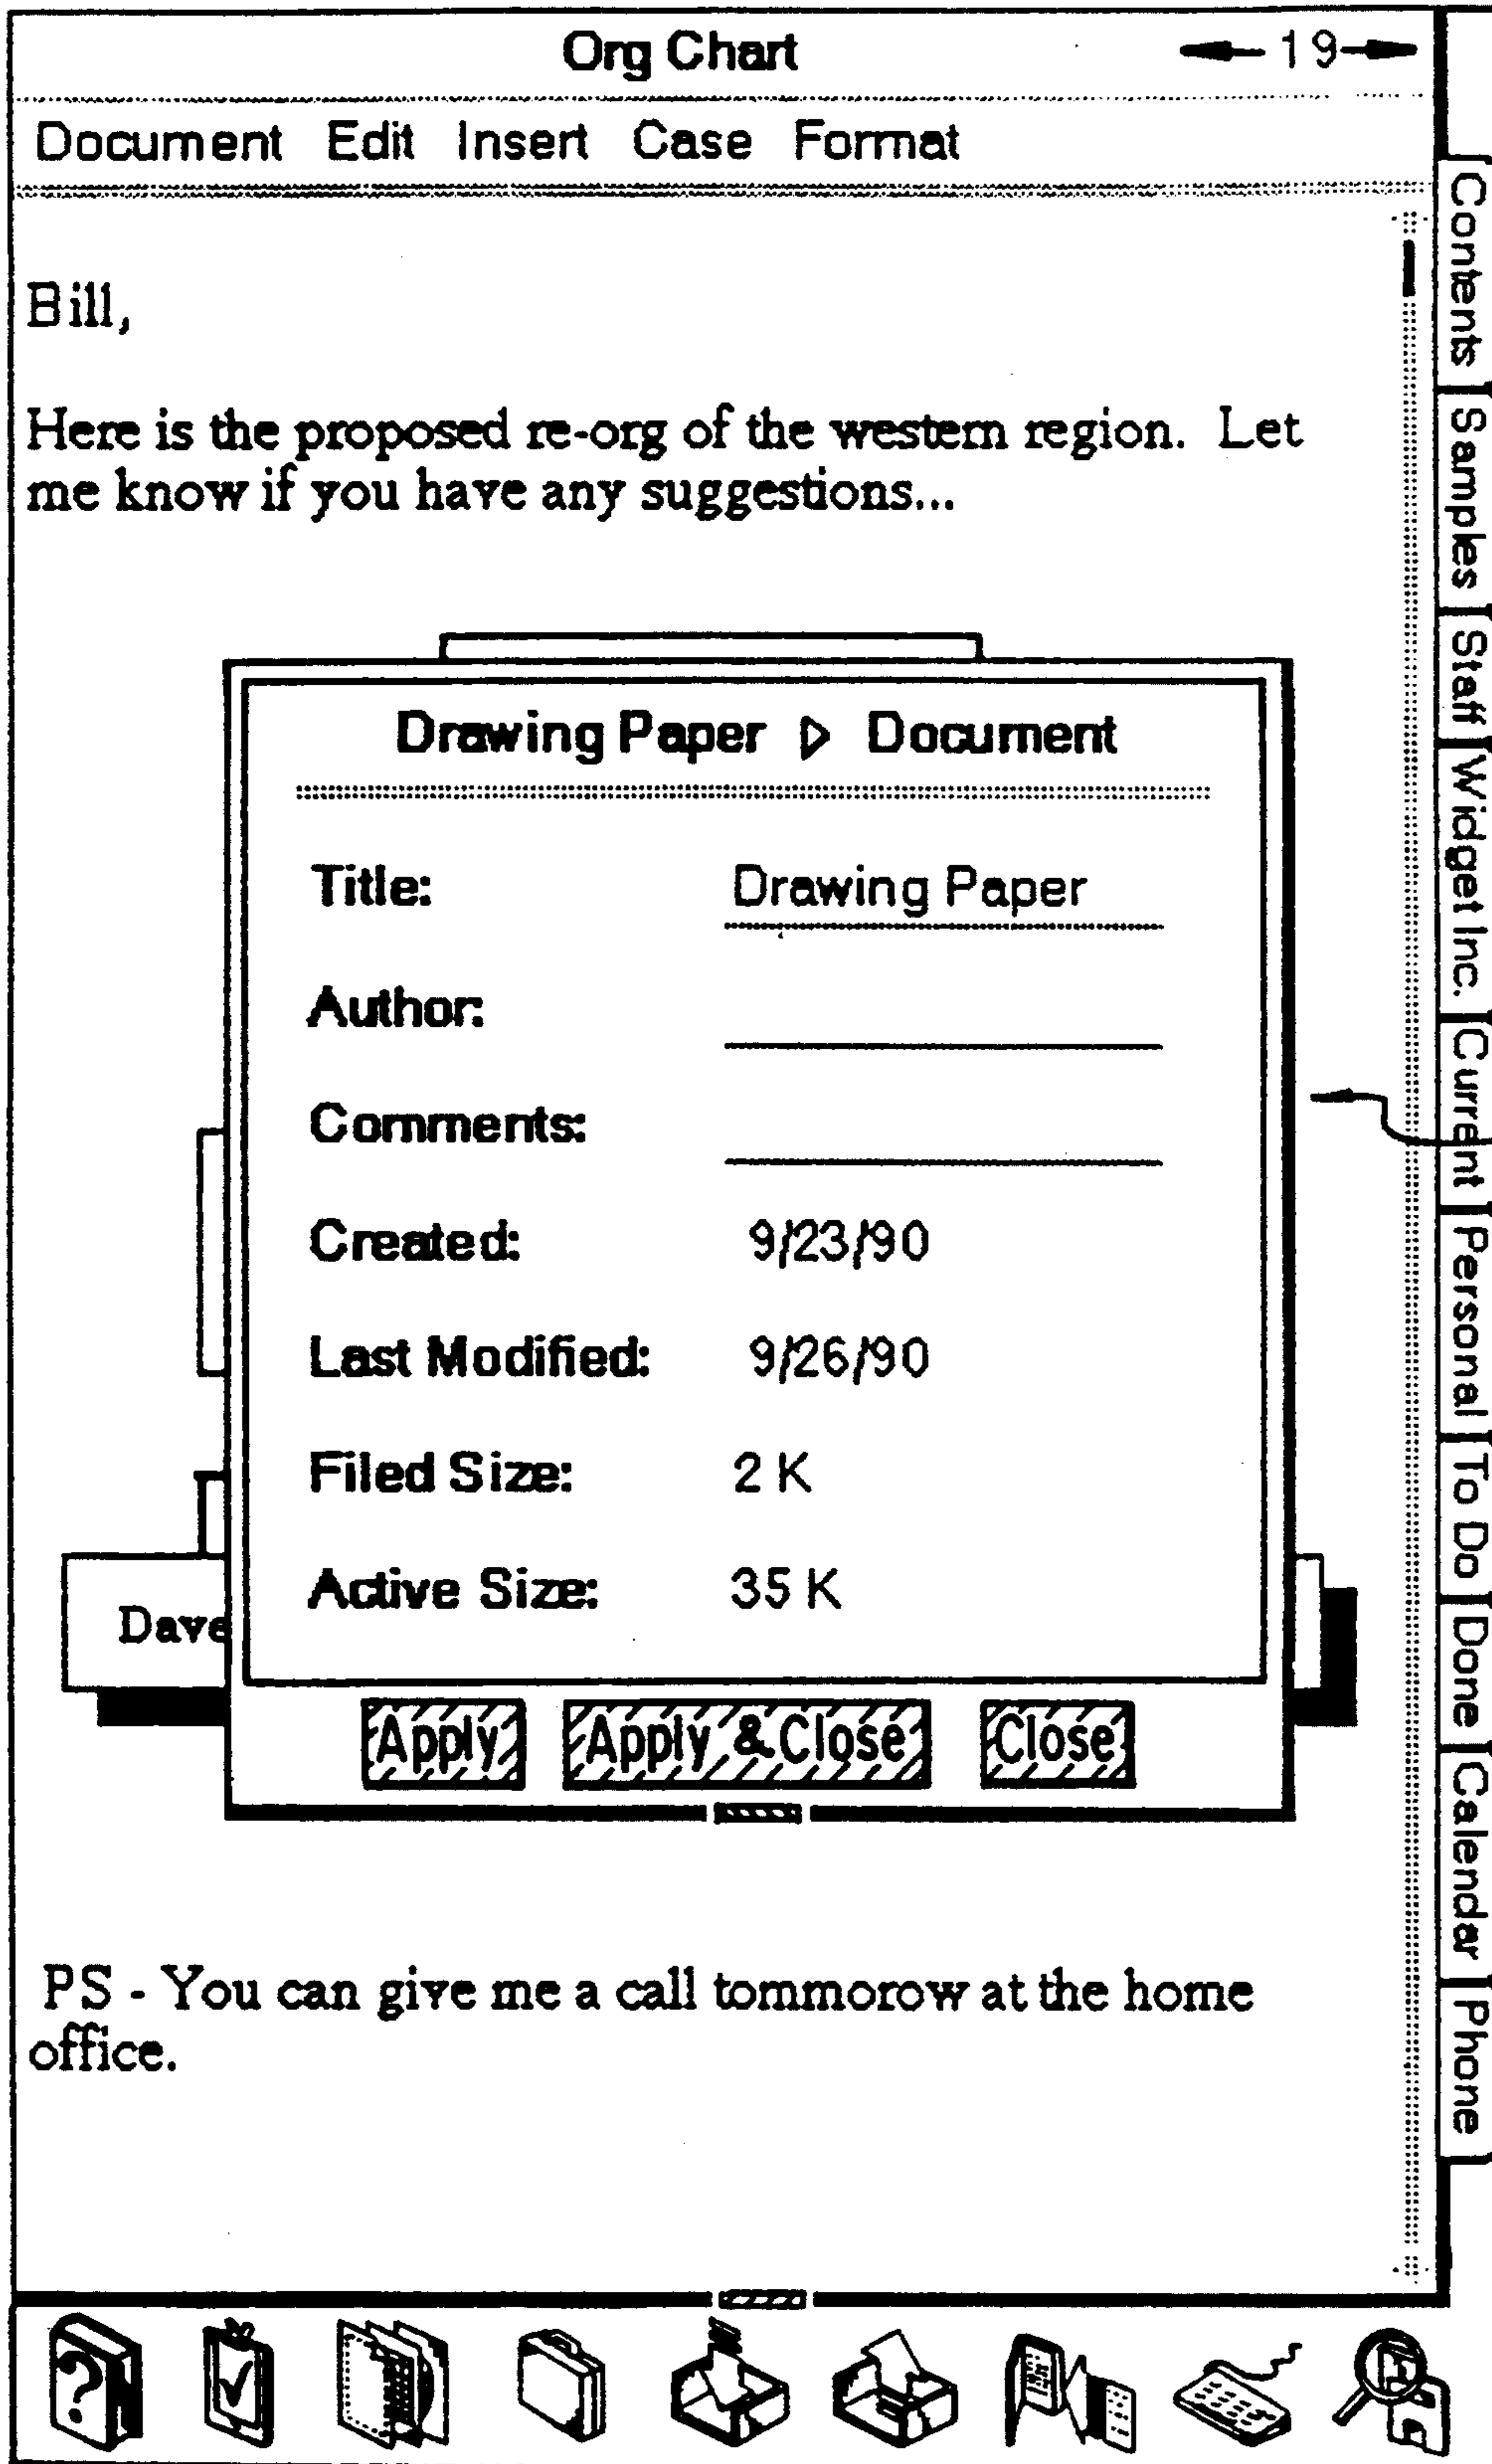 Org Chart 19
Document Edit Insert Case Format
Bill,
Here is the proposed re-org of the western region. Let
me know if you have any suggestions...
Drawing Paper ▷ Document
Title: Drawing Paper
Author:
Comments:
Created: 9/23/90
Last Modified: 9/26/90
Filed Size: 2 K
Active Size: 35 K
Dave
Apply Apply & Close Close
PS - You can give me a call tommorow at the home
office.
Contents
Samples
Staff
Widget Inc.
Current
Personal
To Do
Done
Calendar
Phone
?